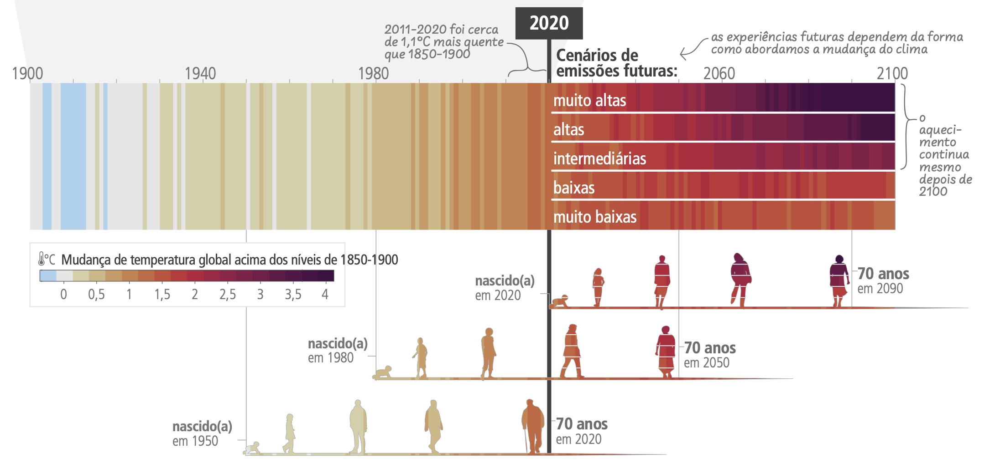 2020
2011-2020 foi cerca
de 1,1°C mais quente
que 1850-1900
as experiências futuras dependem da forma
como abordamos a mudança do clima
Cenários de
emissões futuras:
1900
1940
1980
2060
2100
muito altas
altas
intermediárias
baixas
muito baixas
o
aqueci-
mento
continua
mesmo
depois de
2100
°C Mudança de temperatura global acima dos níveis de 1850-1900
0 0,5 1 1,5 2 2,5 3 3,5 4
nascido(a)
em 2020
70 anos
em 2090
nascido(a)
em 1980
70 anos
em 2050
nascido(a)
em 1950
70 anos
em 2020